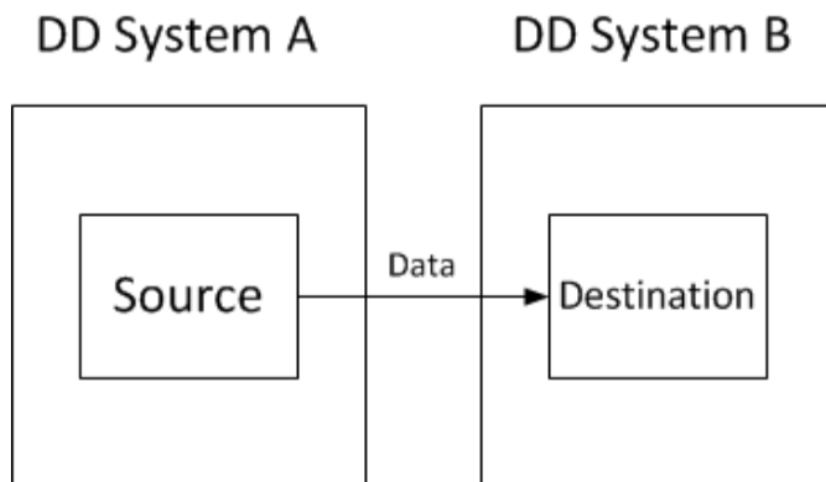 DD System A
DD System B
Source
Data
Destination